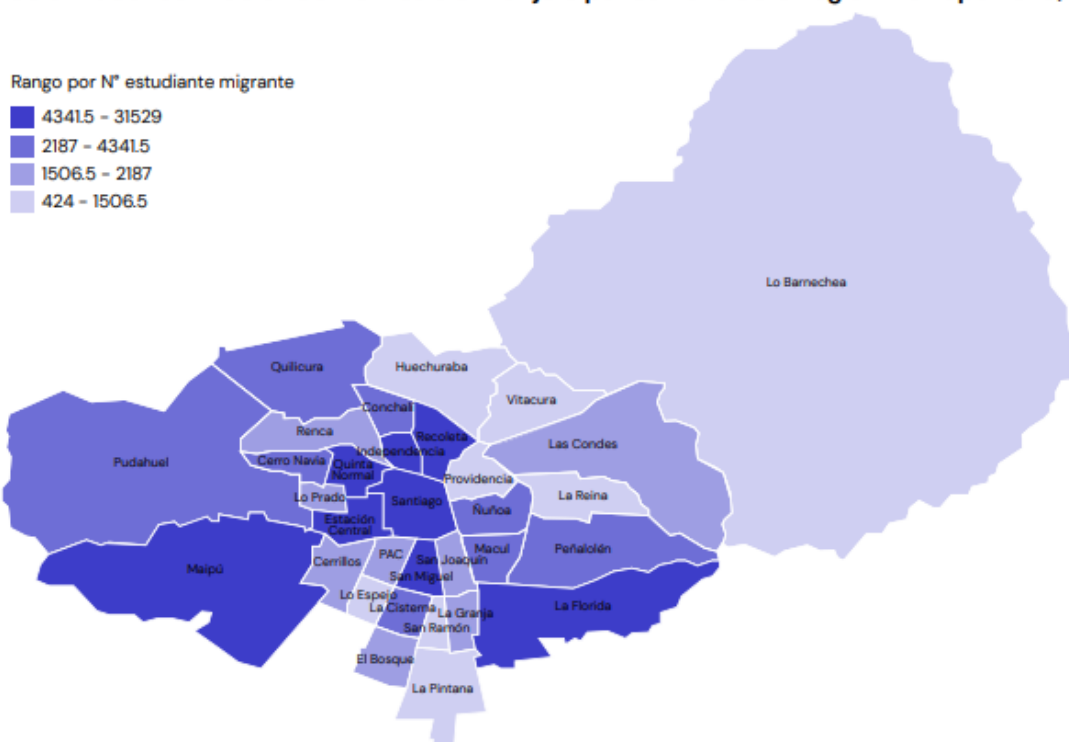 Rango por N° estudiante migrante
4341.5 - 31529
2187 - 4341.5
1506.5 - 2187
424 - 1506.5
Lo Barnechea
Quilicura
Huechuraba
Vitacura
Conchalí
Recoleta
Renca
Independencia
Las Condes
Pudahuel
Cerro Navia
Quinta
Normal
Providencia
Lo Prado
Santiago
La Reina
Ñuñoa
Estación
Central
Maipú
Cerrillos
PAC
San Joaquín
Macul
Peñalolén
San Miguel
Lo Espejo
La Cisterna
La Granja
La Florida
San Ramón
El Bosque
La Pintana